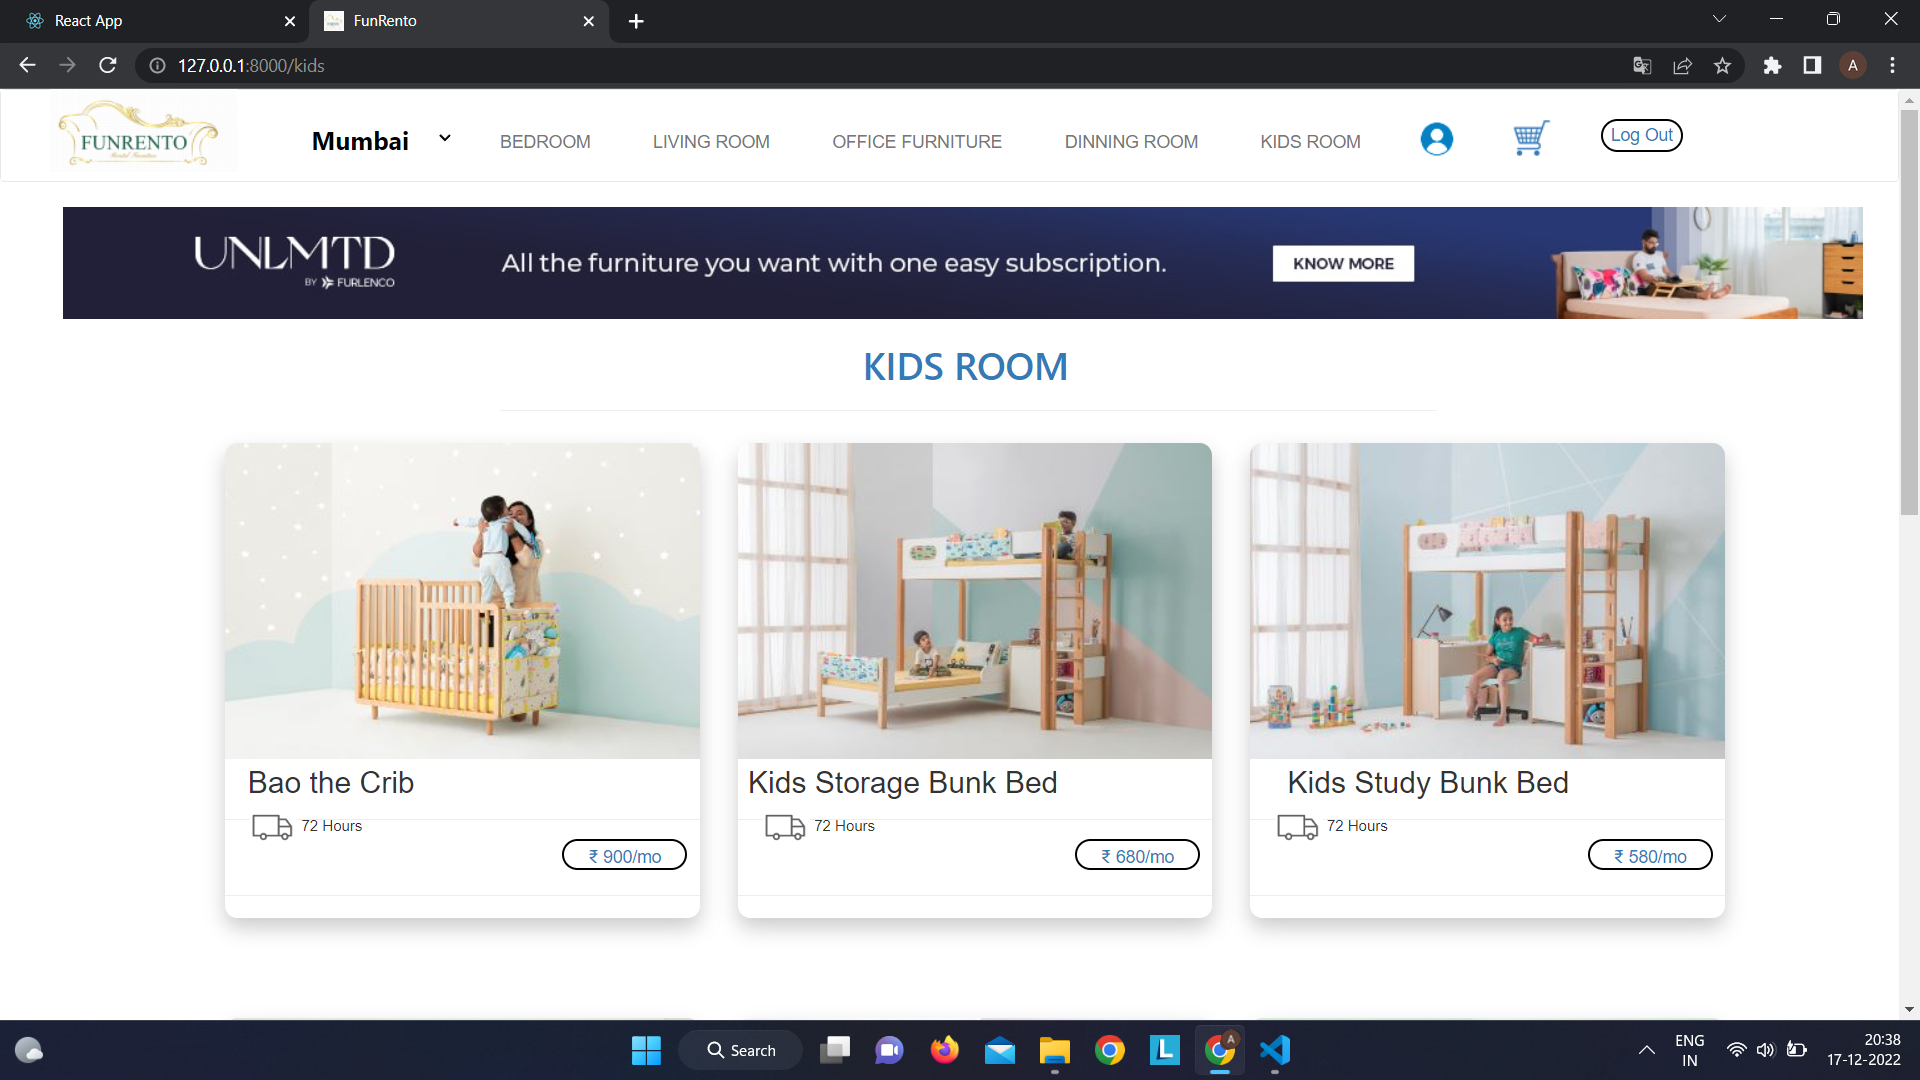 React App
FunRento
127.0.0.1:8000/kids
A
FUNRENTO
Mumbai
BEDROOM
LIVING ROOM
OFFICE FURNITURE
DINNING ROOM
KIDS ROOM
Log Out
UNLMTD
BY FURLENCO
All the furniture you want with one easy subscription.
KNOW MORE
KIDS ROOM
Bao the Crib
72 Hours
₹ 900/mo
Kids Storage Bunk Bed
72 Hours
₹ 680/mo
Kids Study Bunk Bed
72 Hours
₹ 580/mo
Search
L
A
ENG
IN
20:38
17-12-2022